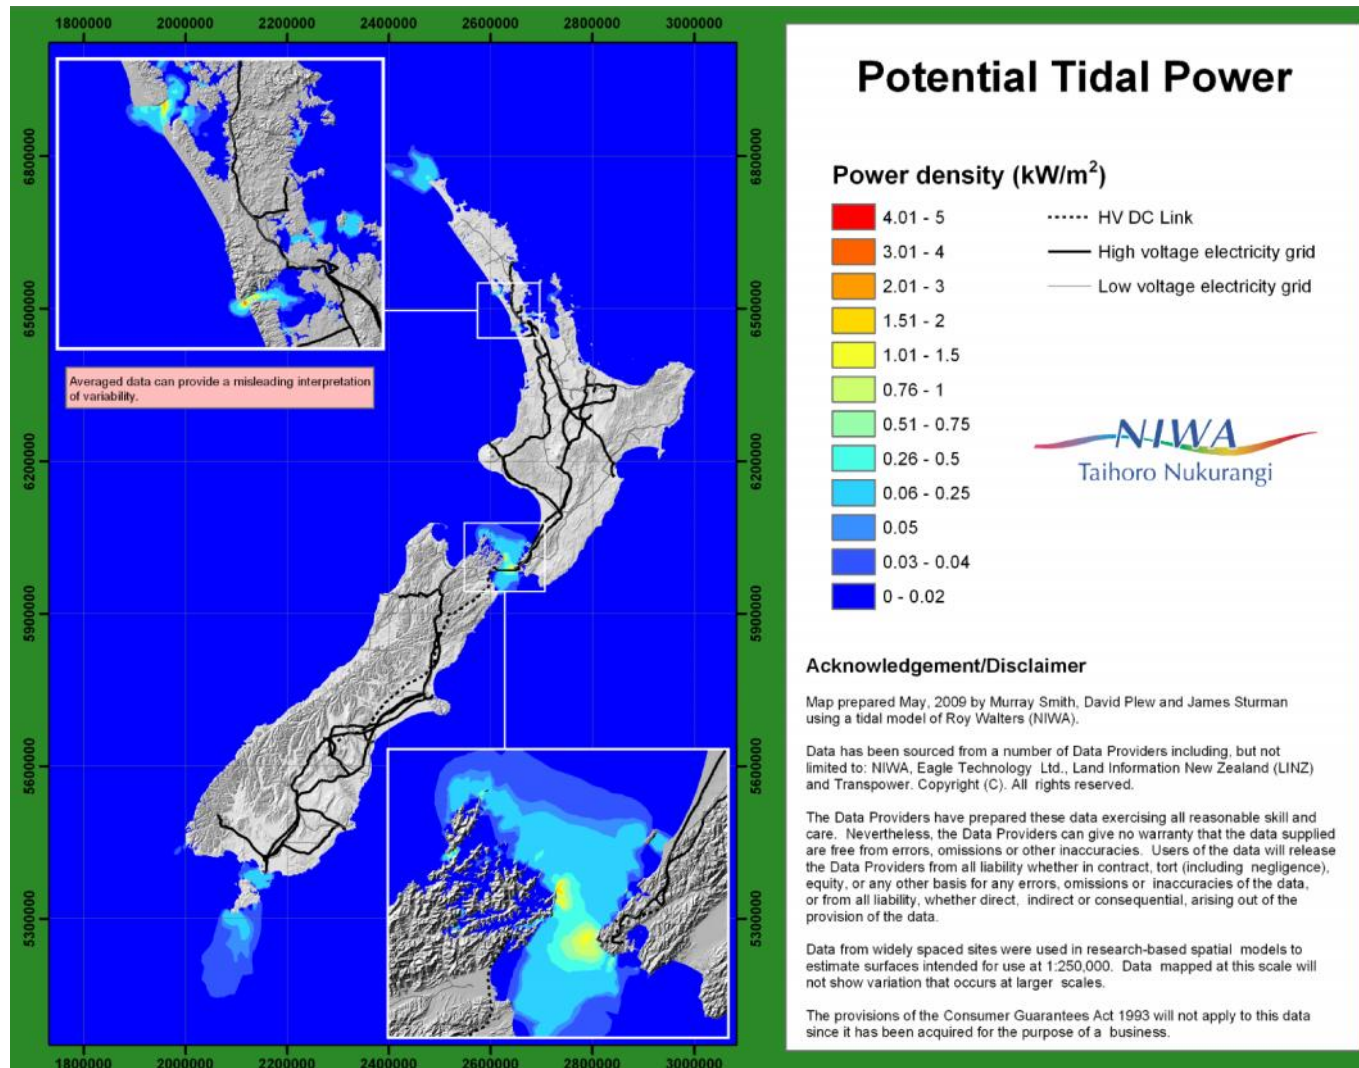 1800000 2000000 2200000 2400000 2600000 2800000 3000000
6800000
6500000
6200000
5900000
5600000
5300000
Averaged data can provide a misleading interpretation
of variability.
6800000
6500000
6200000
5900000
5600000
5300000
1800000 2000000 2200000 2400000 2600000 2800000 3000000
Potential Tidal Power
Power density (kW/m²)
4.01 - 5
3.01 - 4
2.01 - 3
1.51 - 2
1.01 - 1.5
0.76 - 1
0.51 - 0.75
0.26 - 0.5
0.06 - 0.25
0.05
0.03 - 0.04
0 - 0.02
HV DC Link
High voltage electricity grid
Low voltage electricity grid
NIWA
Taihoro Nukurangi
Acknowledgement/Disclaimer
Map prepared May, 2009 by Murray Smith, David Plew and James Sturman
using a tidal model of Roy Walters (NIWA).
Data has been sourced from a number of Data Providers including, but not
limited to: NIWA, Eagle Technology Ltd., Land Information New Zealand (LINZ)
and Transpower. Copyright (C). All rights reserved.
The Data Providers have prepared these data exercising all reasonable skill and
care. Nevertheless, the Data Providers can give no warranty that the data supplied
are free from errors, omissions or other inaccuracies. Users of the data will release
the Data Providers from all liability whether in contract, tort (including negligence),
equity, or any other basis for any errors, omissions or inaccuracies of the data,
or from all liability, whether direct, indirect or consequential, arising out of the
provision of the data.
Data from widely spaced sites were used in research-based spatial models to
estimate surfaces intended for use at 1:250,000. Data mapped at this scale will
not show variation that occurs at larger scales.
The provisions of the Consumer Guarantees Act 1993 will not apply to this data
since it has been acquired for the purpose of a business.